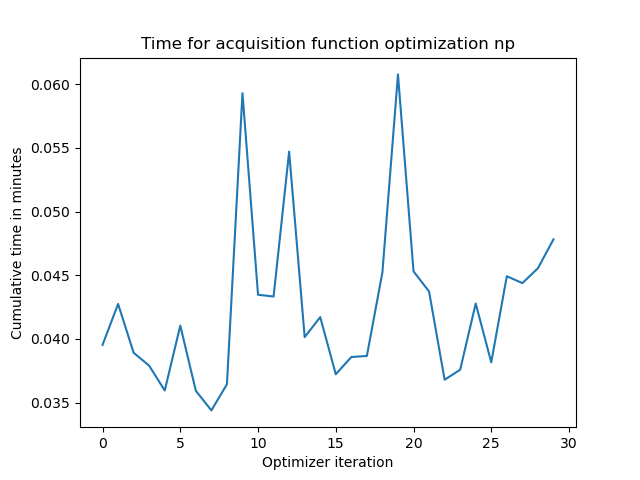 Time for acquisition function optimization np
0.060
0.055
0.050
0.045
0.040
0.035
Cumulative time in minutes
0 5 10 15 20 25 30
Optimizer iteration